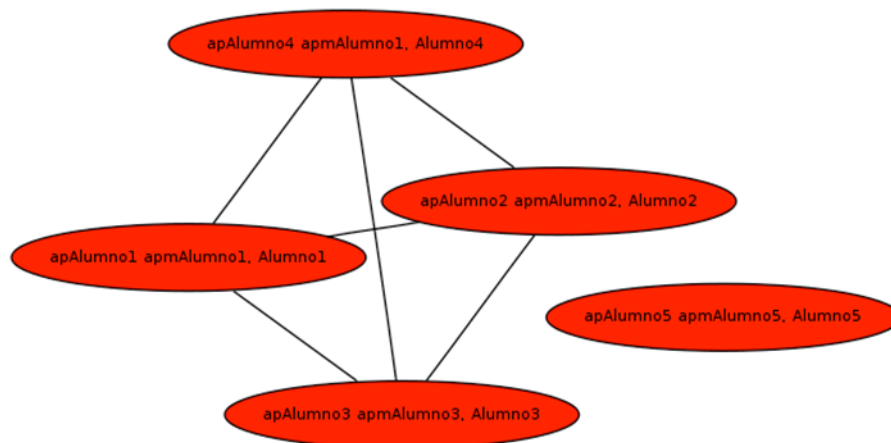 apAlumno4 apmAlumno1, Alumno4
apAlumno2 apmAlumno2, Alumno2
apAlumno1 apmAlumno1, Alumno1
apAlumno5 apmAlumno5, Alumno5
apAlumno3 apmAlumno3, Alumno3